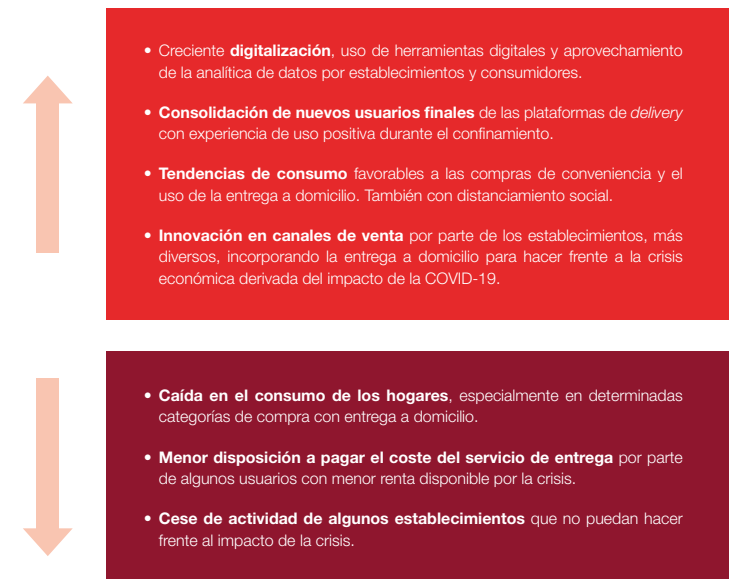 • Creciente digitalización, uso de herramientas digitales y aprovechamiento
de la analítica de datos por establecimientos y consumidores.
• Consolidación de nuevos usuarios finales de las plataformas de delivery
con experiencia de uso positiva durante el confinamiento.
• Tendencias de consumo favorables a las compras de conveniencia y el
uso de la entrega a domicilio. También con distanciamiento social.
• Innovación en canales de venta por parte de los establecimientos, más
diversos, incorporando la entrega a domicilio para hacer frente a la crisis
económica derivada del impacto de la COVID-19.
• Caída en el consumo de los hogares, especialmente en determinadas
categorías de compra con entrega a domicilio.
• Menor disposición a pagar el coste del servicio de entrega por parte
de algunos usuarios con menor renta disponible por la crisis.
• Cese de actividad de algunos establecimientos que no puedan hacer
frente al impacto de la crisis.